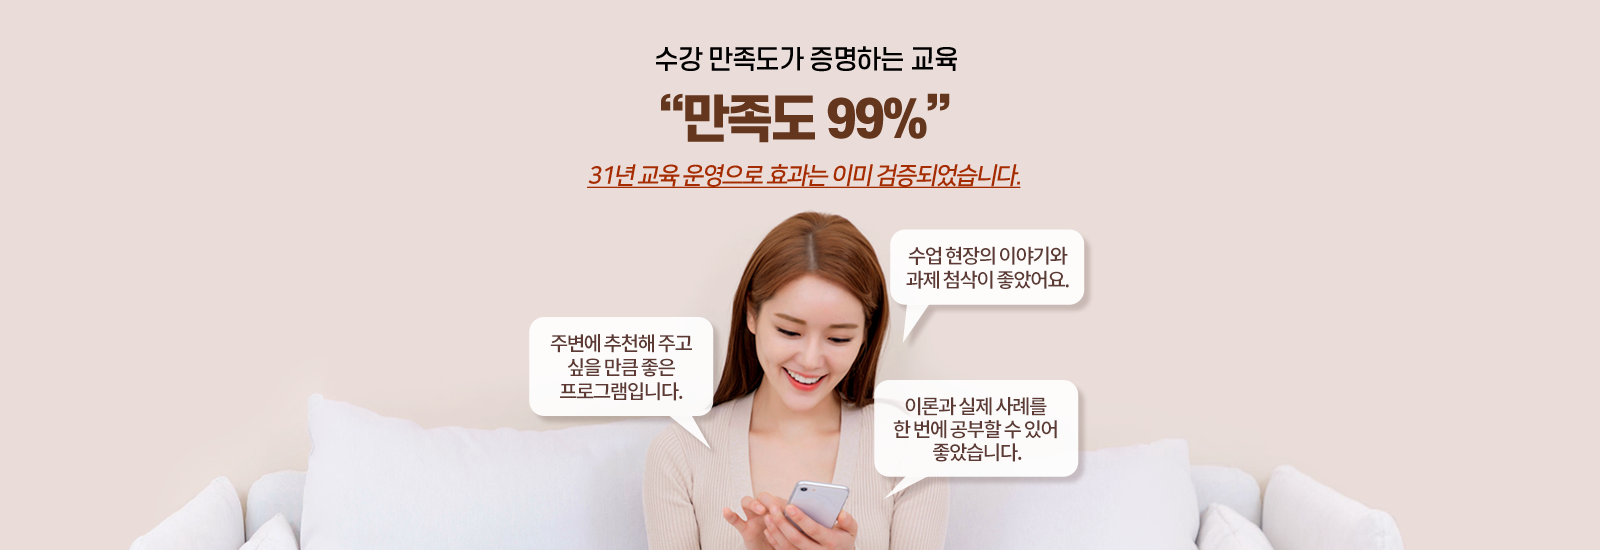 수강 만족도가 증명하는 교육
“만족도 99%”
31년 교육 운영으로 효과는 이미 검증되었습니다.
수업 현장의 이야기와
과제 첨삭이 좋았어요.
주변에 추천해 주고
싶을 만큼 좋은
프로그램입니다.
이론과 실제 사례를
한 번에 공부할 수 있어
좋았습니다.